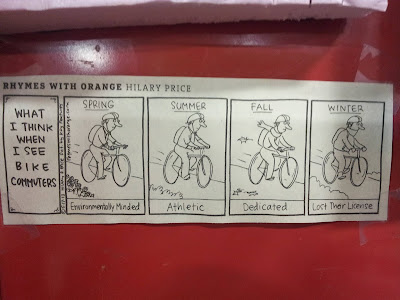 RHYMES WITH ORANGE HILARY PRICE
WHAT
I THINK
WHEN
I SEE
BIKE
COMMUTERS
SPRING
Environmentally Minded
SUMMER
Athletic
FALL
Dedicated
WINTER
Lost Their License